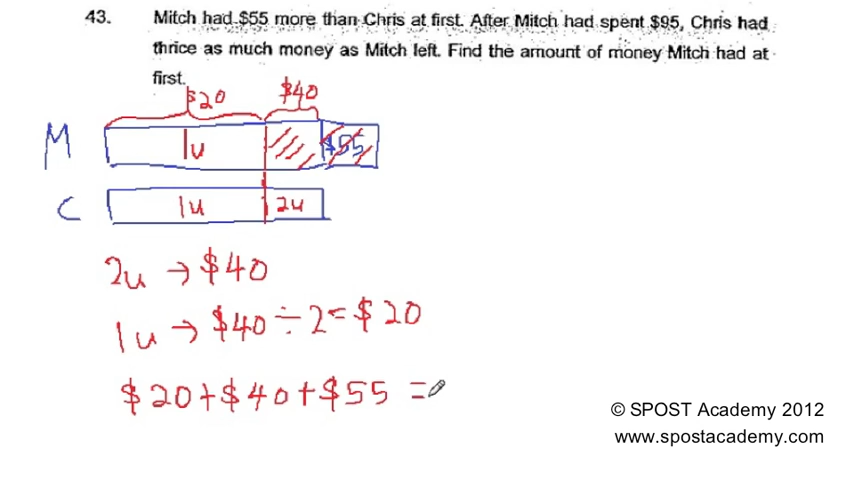 43. Mitch had $55 more than Chris at first. After Mitch had spent $95, Chris had
thrice as much money as Mitch left. Find the amount of money Mitch had at
first.
$20 $40
M 1u $55
C 1u 2u
2u → $40
1u → $40 ÷ 2 = $20
$20 + $40 + $55 =
© SPOST Academy 2012
www.spostacademy.com